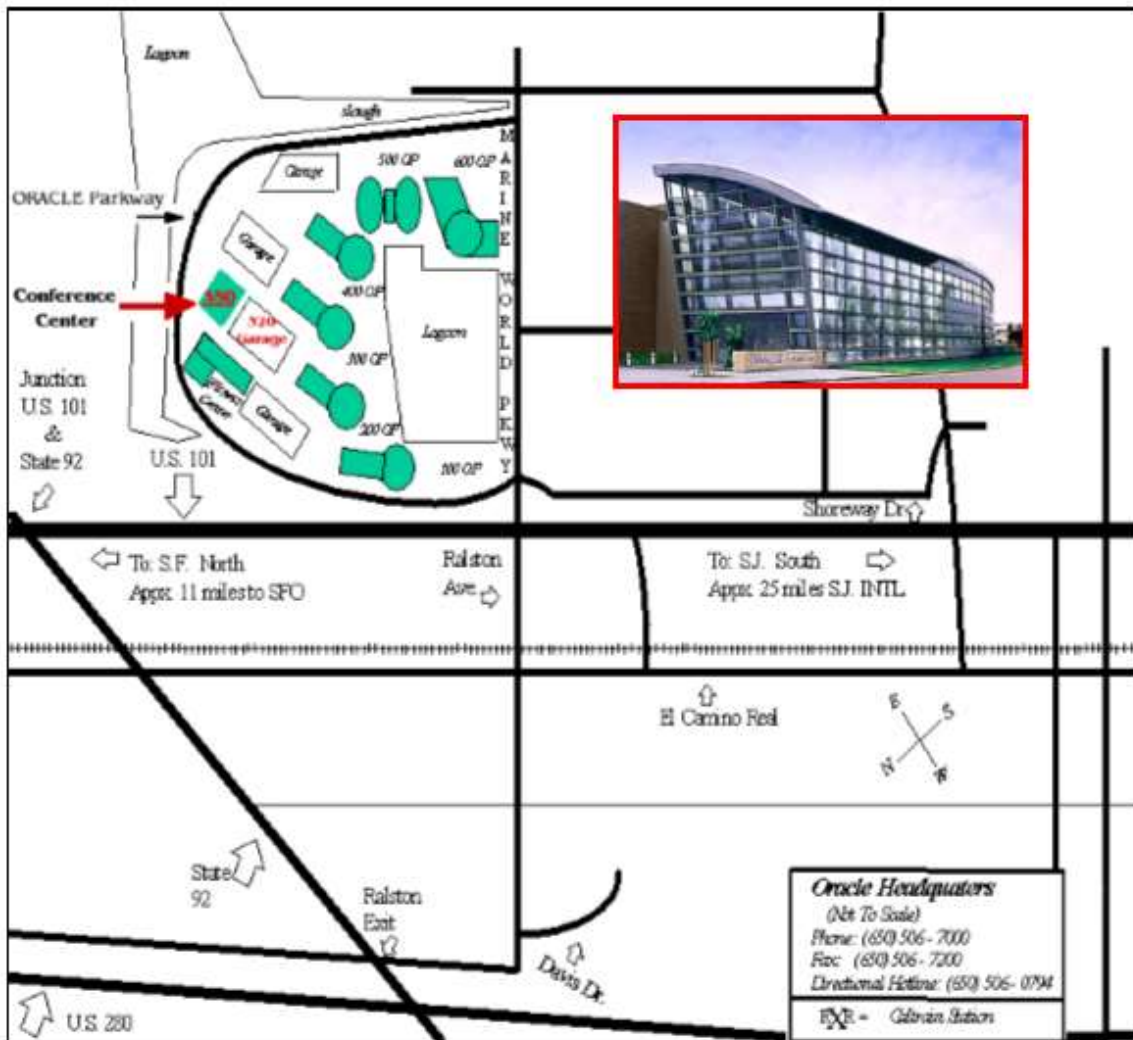 Lagoon
slough
MARINE WORLD PKWY
500 OP
600 OP
Garage
ORACLE Parkway
Garage
400 OP
Conference
Center
350
Garage
Lagoon
300 OP
Junction
U.S. 101
&
State 92
Fitness
Center
Garage
200 OP
U.S. 101
100 OP
Shoreway Dr.
To: S.F. North
Appx. 11 miles to SFO
Ralston
Ave.
To: S.J. South
Appx. 25 miles S.J. INTL
El Camino Real
E
S
N
W
State
92
Ralston
Exit
Davis Dr.
U.S. 280
Oracle Headquaters
(Not To Scale)
Phone: (650) 506 - 7000
Fax: (650) 506 - 7200
Directional Hotline: (650) 506 - 0794
= Caltrain Station